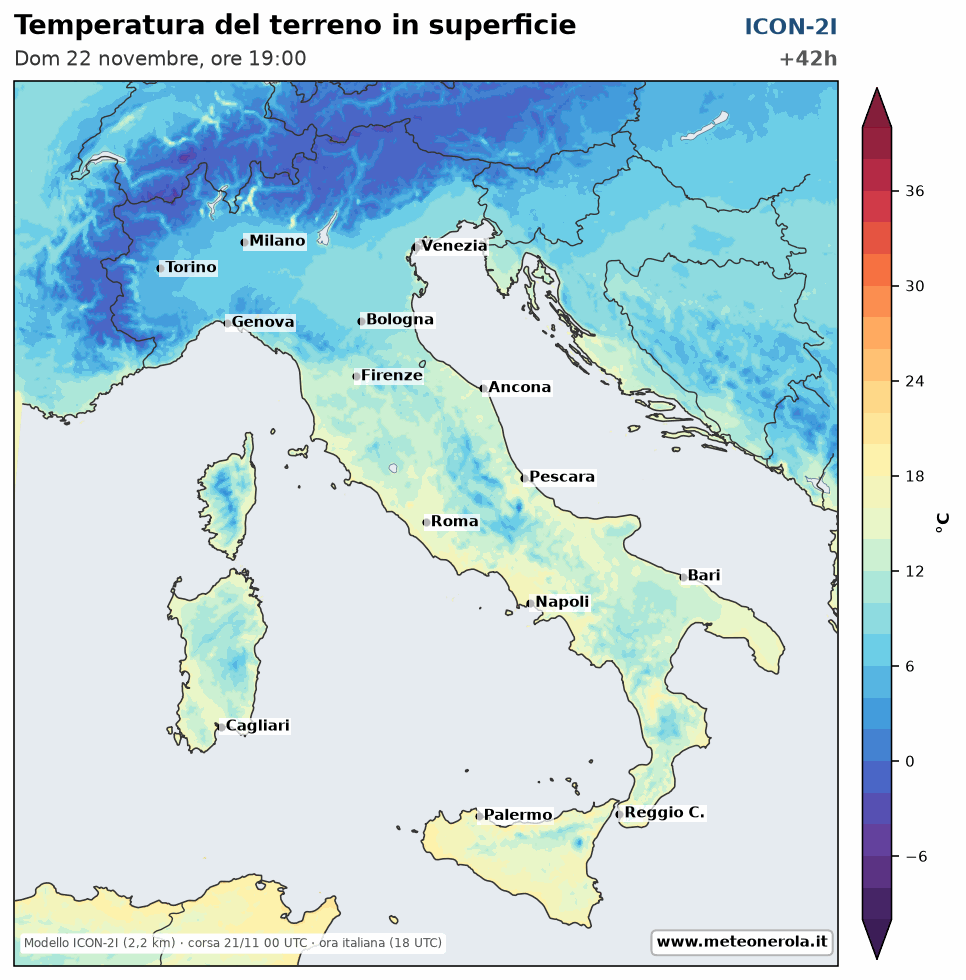 Temperatura del terreno in superficie
ICON-2I
Dom 22 novembre, ore 19:00
+42h
Milano
Venezia
Torino
Genova
Bologna
Firenze
Ancona
Pescara
Roma
Bari
Napoli
Cagliari
Palermo
Reggio C.
36
30
24
18
12
6
0
−6
°C
Modello ICON-2I (2,2 km) · corsa 21/11 00 UTC · ora italiana (18 UTC)
www.meteonerola.it